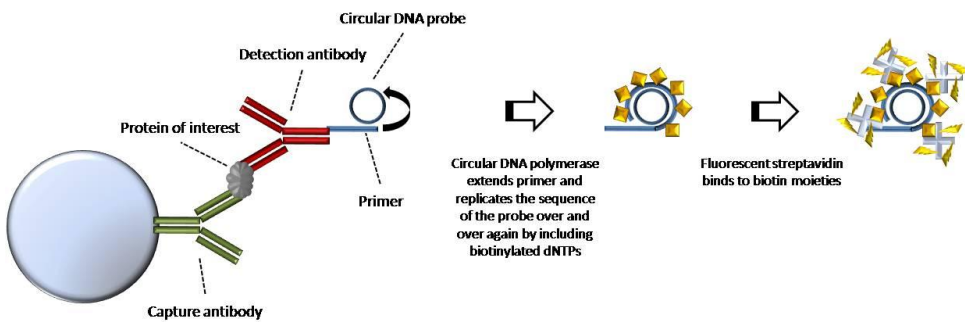 Circular DNA probe
Detection antibody
Protein of interest
Primer
Capture antibody
Circular DNA polymerase
extends primer and
replicates the sequence
of the probe over and
over again by including
biotinylated dNTPs
Fluorescent streptavidin
binds to biotin moieties